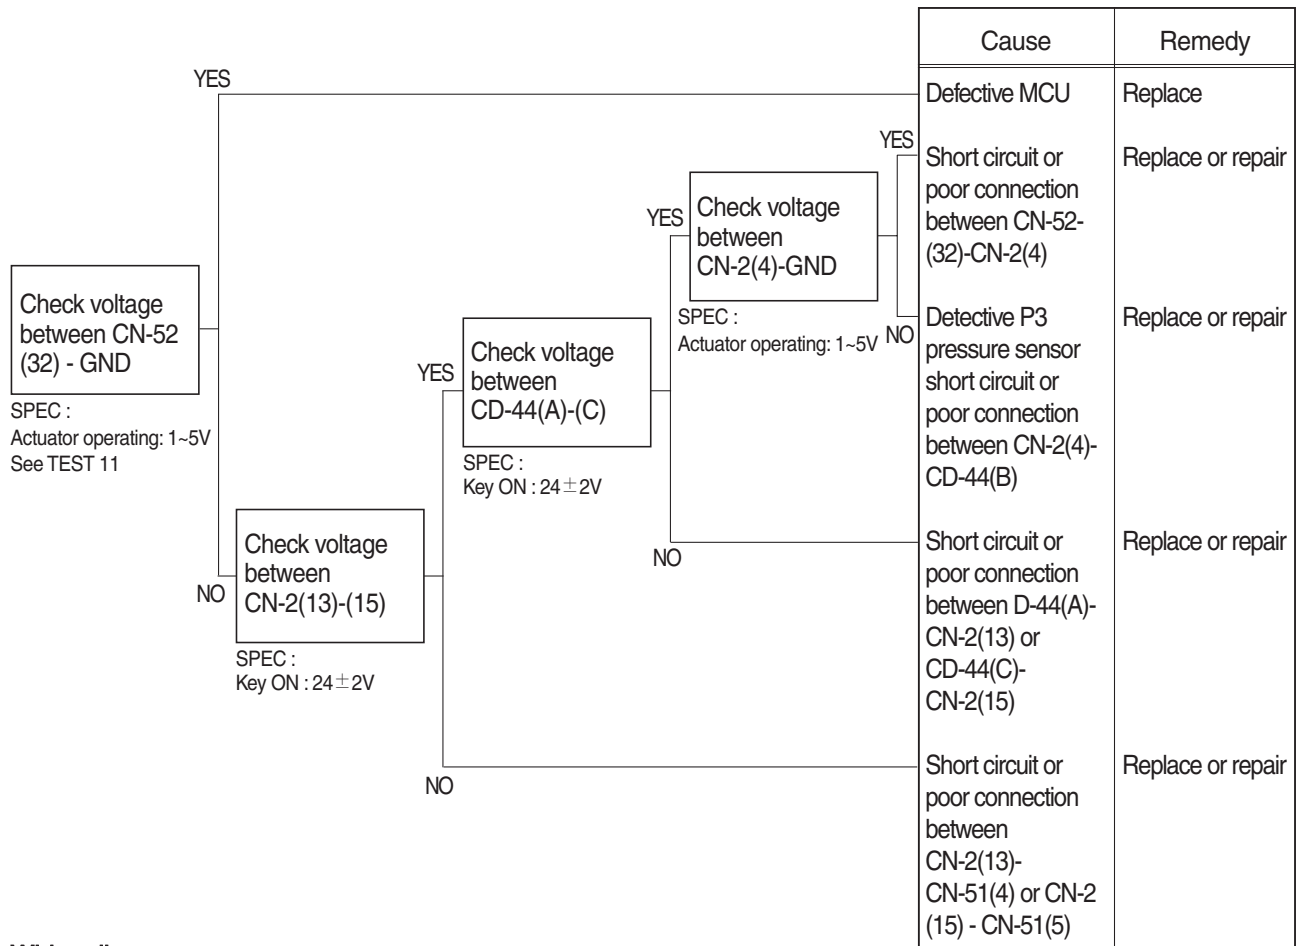 Cause
Remedy
YES
Defective MCU
Replace
YES
Short circuit or
poor connection
between CN-52-
(32)-CN-2(4)
Replace or repair
YES
Check voltage
between
CN-2(4)-GND
SPEC :
Actuator operating: 1~5V
NO
Detective P3
pressure sensor
short circuit or
poor connection
between CN-2(4)-
CD-44(B)
Replace or repair
Check voltage
between CN-52
(32) - GND
SPEC :
Actuator operating: 1~5V
See TEST 11
YES
Check voltage
between
CD-44(A)-(C)
SPEC :
Key ON : 24±2V
NO
Short circuit or
poor connection
between D-44(A)-
CN-2(13) or
CD-44(C)-
CN-2(15)
Replace or repair
NO
Check voltage
between
CN-2(13)-(15)
SPEC :
Key ON : 24±2V
NO
Short circuit or
poor connection
between
CN-2(13)-
CN-51(4) or CN-2
(15) - CN-51(5)
Replace or repair